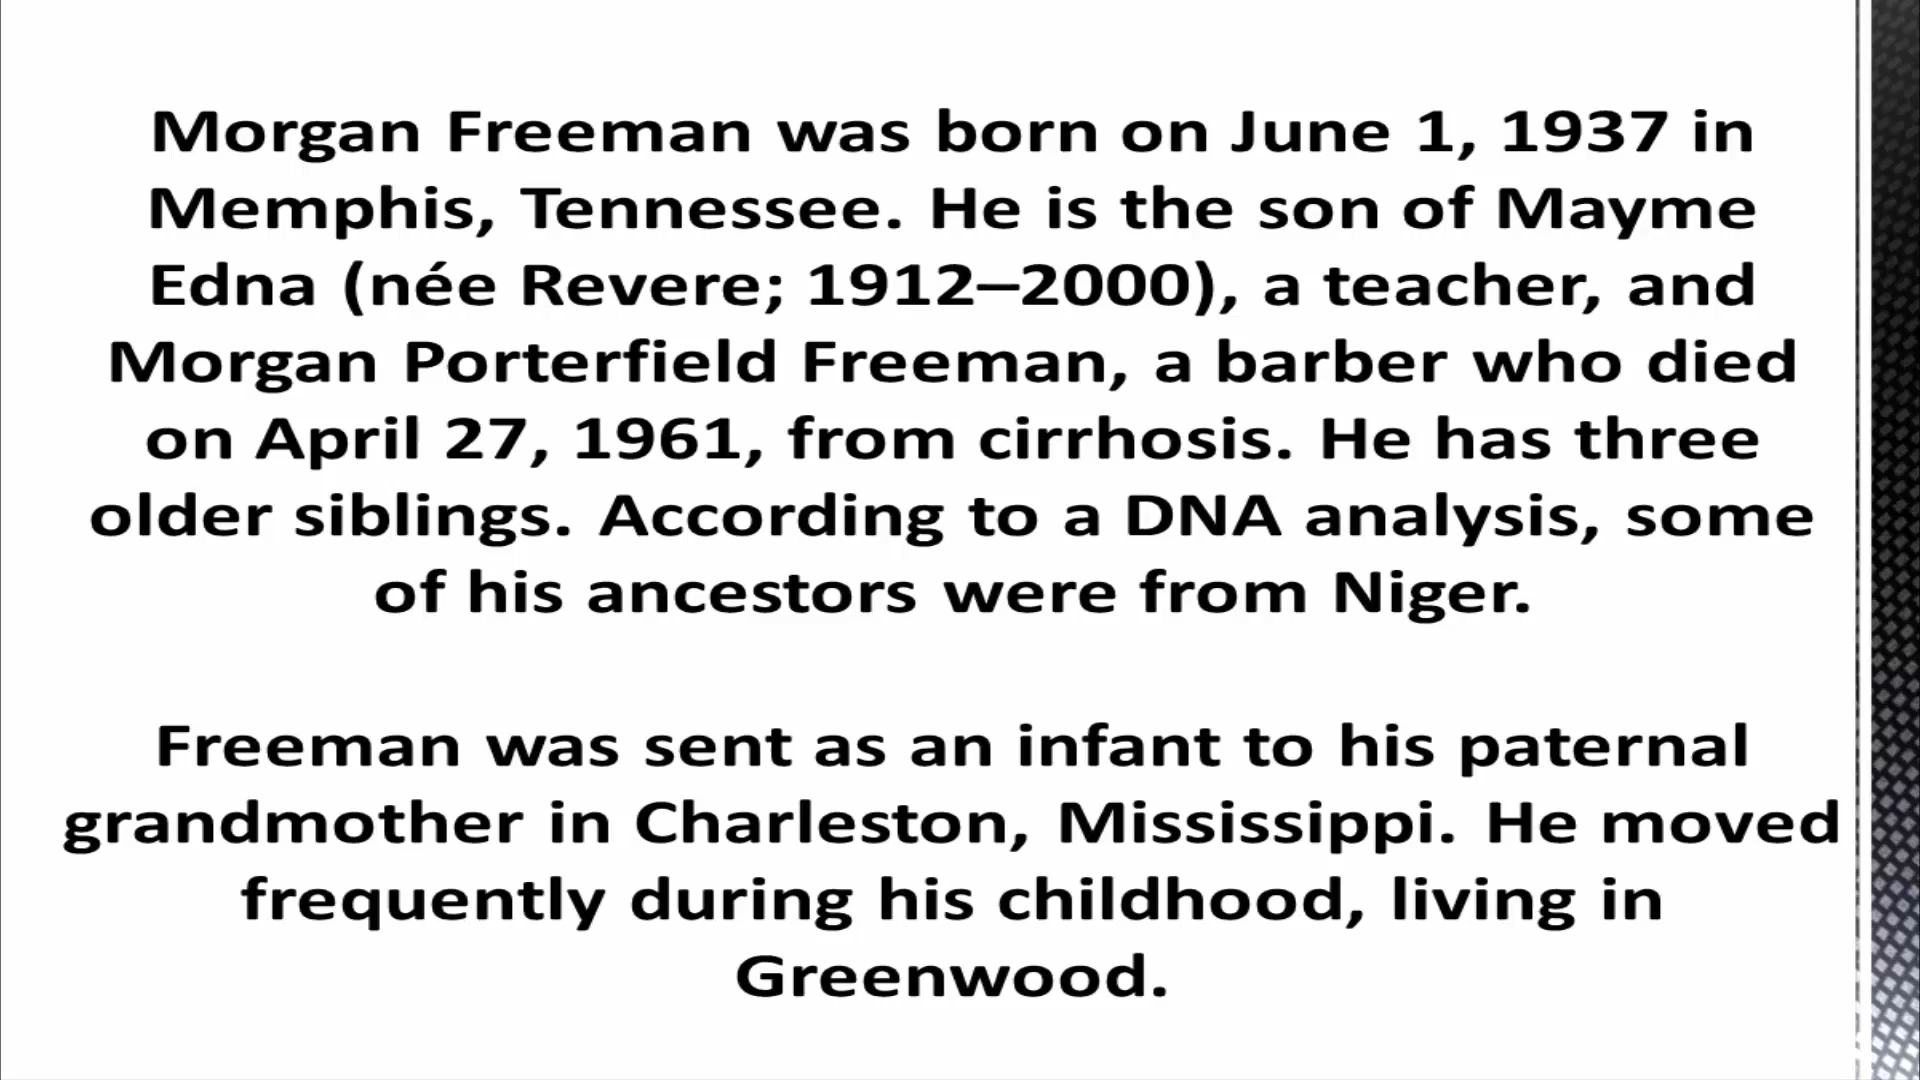 Morgan Freeman was born on June 1, 1937 in
Memphis, Tennessee. He is the son of Mayme
Edna (née Revere; 1912–2000), a teacher, and
Morgan Porterfield Freeman, a barber who died
on April 27, 1961, from cirrhosis. He has three
older siblings. According to a DNA analysis, some
of his ancestors were from Niger.
Freeman was sent as an infant to his paternal
grandmother in Charleston, Mississippi. He moved
frequently during his childhood, living in
Greenwood.